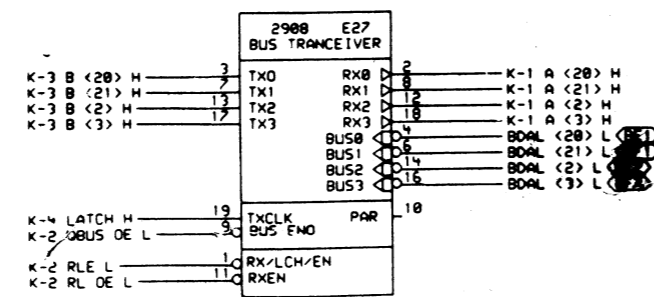 2908 E27
BUS TRANCEIVER
K-3 B <20> H 3 TX0 RX0 2 K-1 A <20> H
K-3 B <21> H 7 TX1 RX1 8 K-1 A <21> H
K-3 B <2> H 13 TX2 RX2 12 K-1 A <2> H
K-3 B <3> H 17 TX3 RX3 18 K-1 A <3> H
BUS0 4 BDAL <20> L
BUS1 6 BDAL <21> L
BUS2 14 BDAL <2> L
BUS3 16 BDAL <3> L
K-4 LATCH H 19 TXCLK PAR 10
K-2 QBUS OE L 9 BUS ENO
K-2 RLE L 1 RX/LCH/EN
K-2 RL OE L 11 RXEN